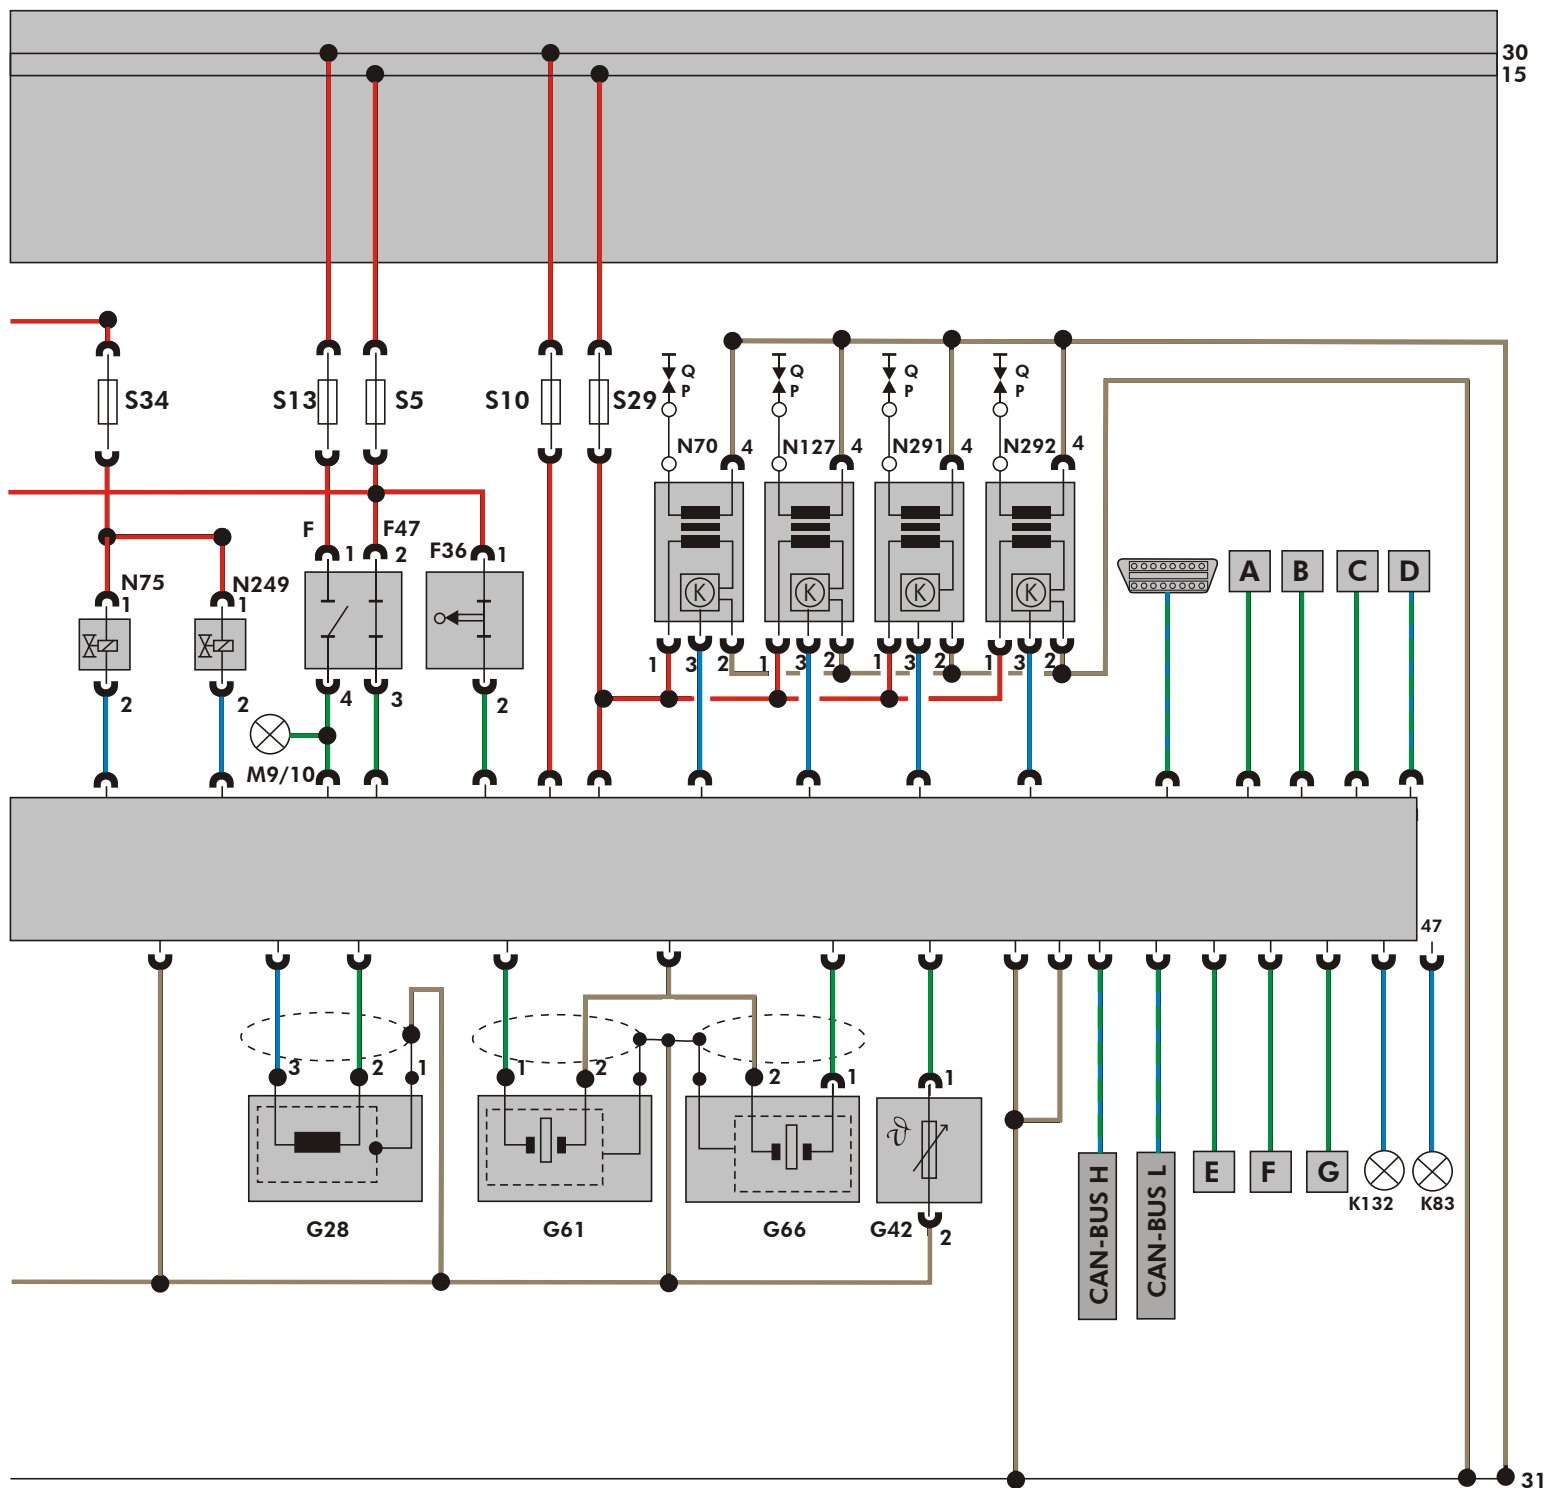 30
15
S34
S13
S5
S10
S29
Q
P
Q
P
Q
P
Q
P
N70
4
N127
4
N291
4
N292
4
F
1
F47
2
F36
1
N75
1
N249
1
K
K
K
K
A
B
C
D
1
3
2
1
3
2
1
3
2
1
3
2
2
2
4
3
2
M9/10
47
3
2
1
1
2
2
1
1
ϑ
G28
G61
G66
G42
2
CAN-BUS H
CAN-BUS L
E
F
G
K132
K83
31